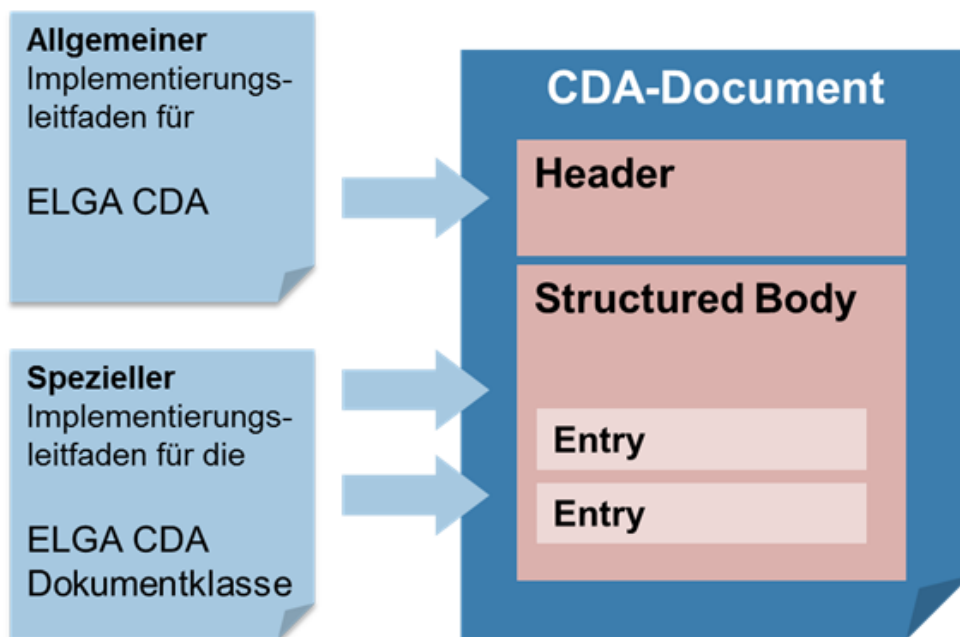 Allgemeiner
Implementierungs-
leitfaden für
ELGA CDA
Spezieller
Implementierungs-
leitfaden für die
ELGA CDA
Dokumentklasse
CDA-Document
Header
Structured Body
Entry
Entry